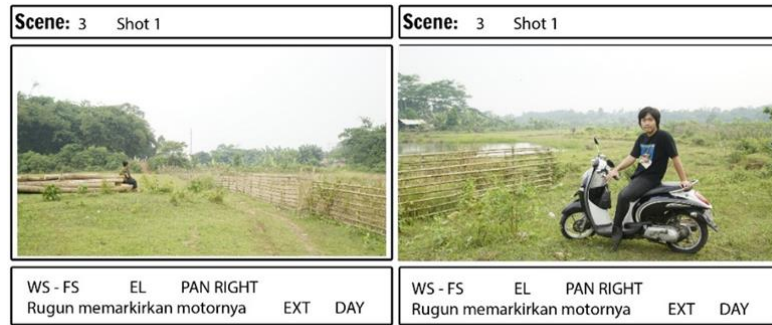 Scene: 3 Shot 1
WS - FS EL PAN RIGHT
Rugun memarkirkan motornya EXT DAY
Scene: 3 Shot 1
WS - FS EL PAN RIGHT
Rugun memarkirkan motornya EXT DAY